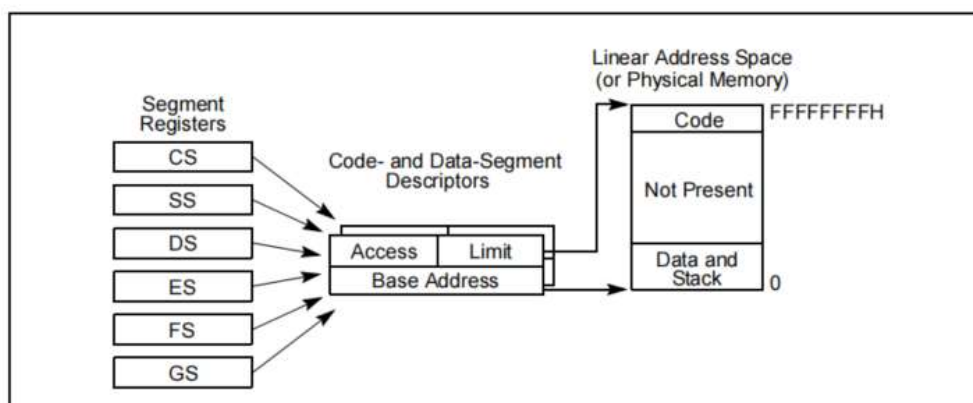 Segment
Registers
CS
SS
DS
ES
FS
GS
Code- and Data-Segment
Descriptors
Access
Limit
Base Address
Linear Address Space
(or Physical Memory)
Code
FFFFFFFFH
Not Present
Data and
Stack
0